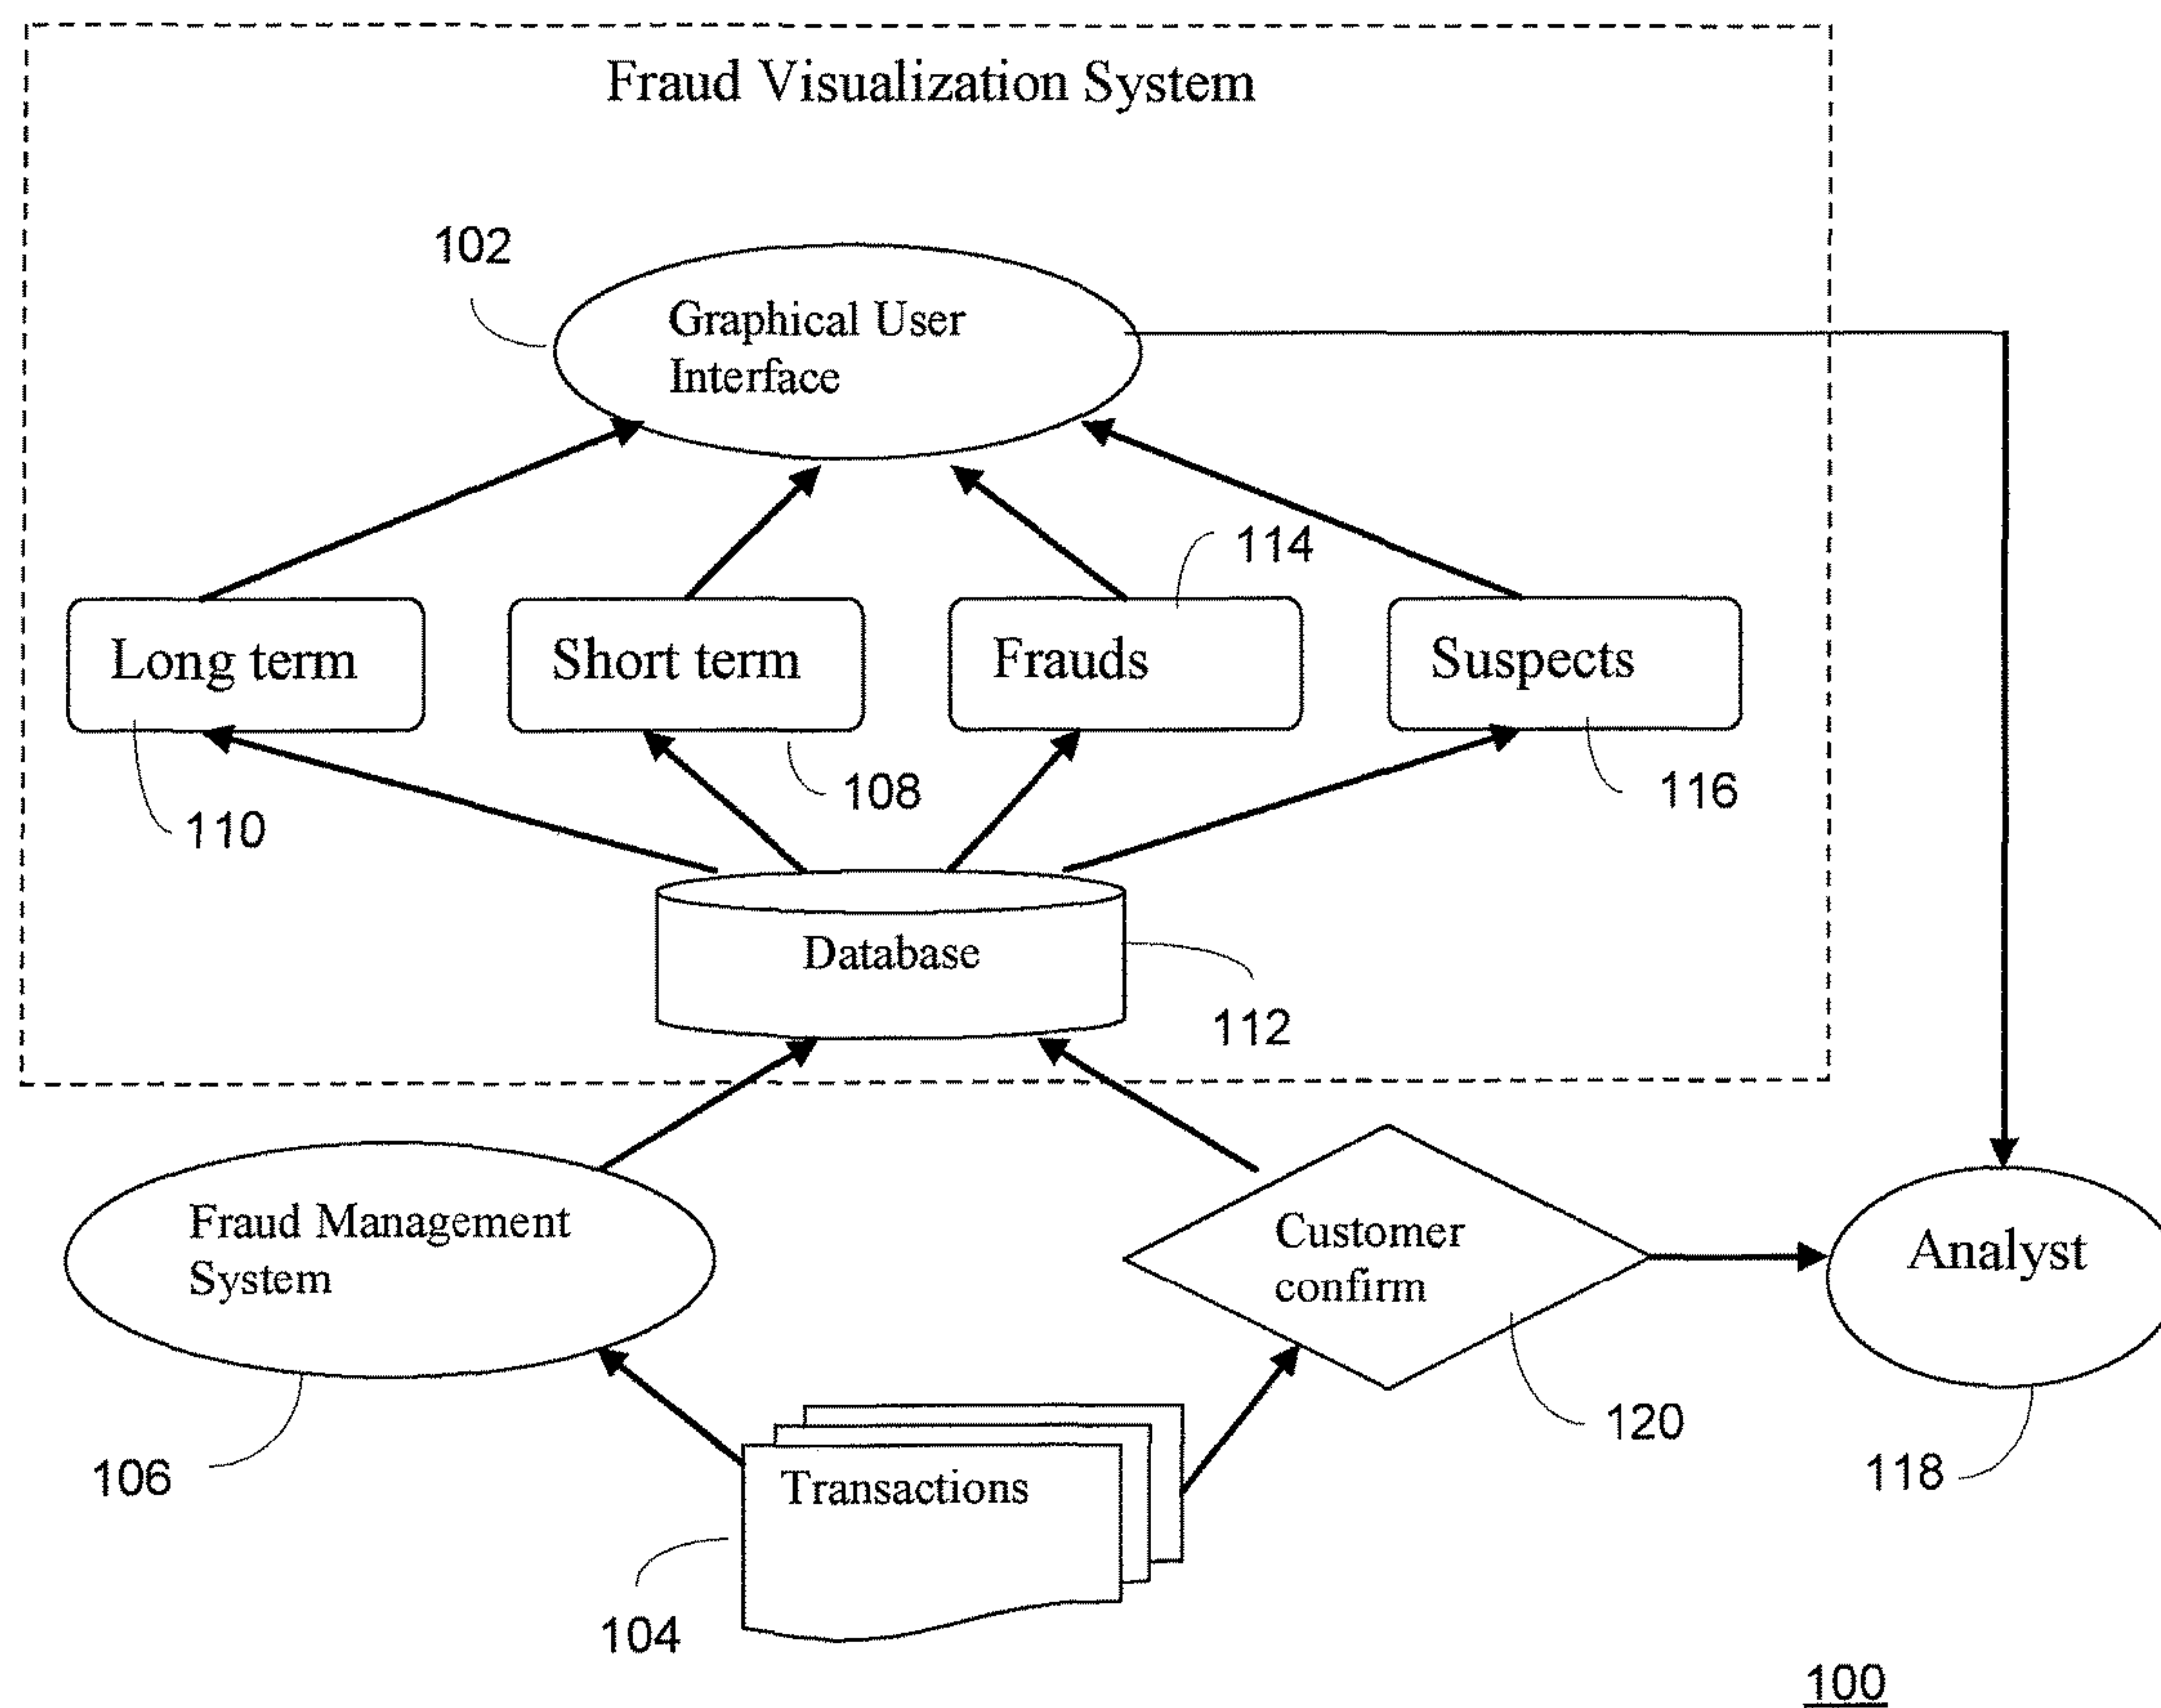 Fraud Visualization System
102
Graphical User
Interface
114
Long term
Short term
Frauds
Suspects
110
108
116
Database
112
Fraud Management
System
Customer
confirm
Analyst
106
120
118
Transactions
104
100